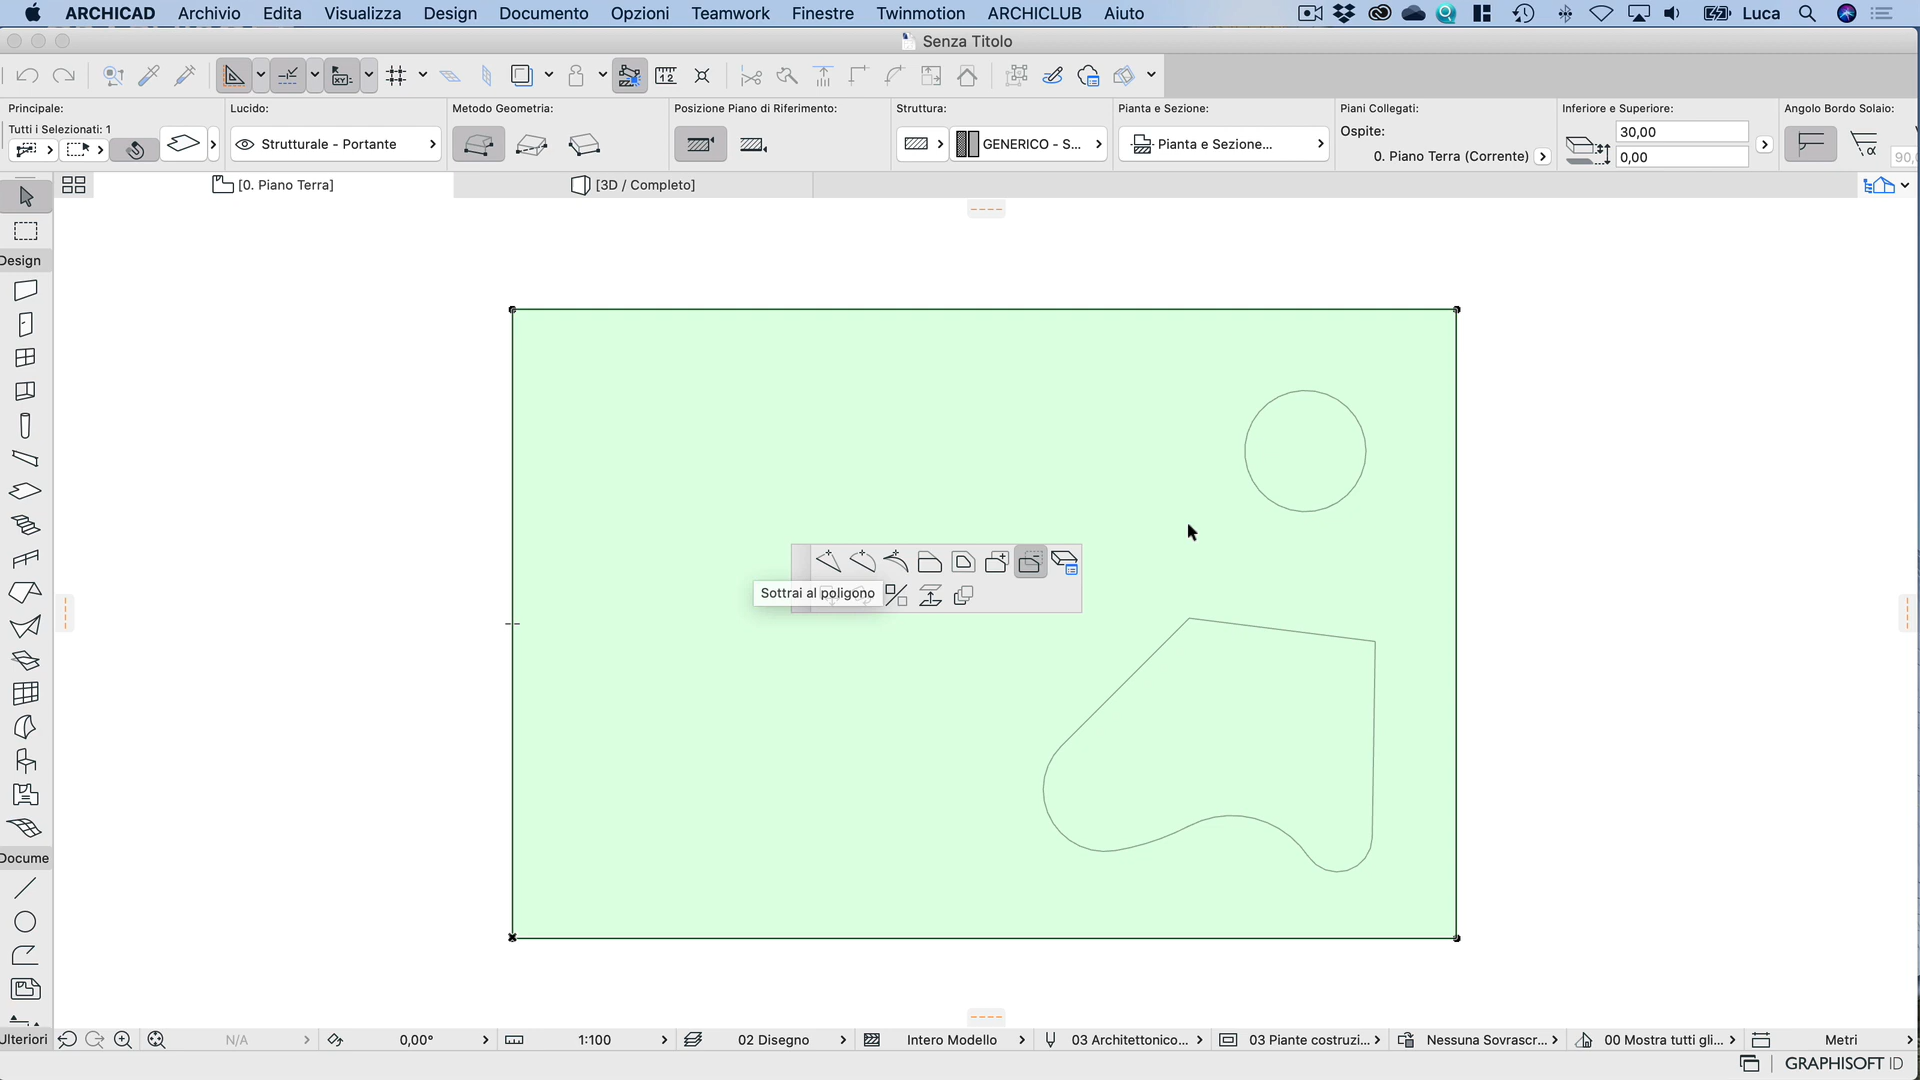 ARCHICAD Archivio Edita Visualizza Design Documento Opzioni Teamwork Finestre Twinmotion ARCHICLUB Aiuto Luca
Senza Titolo
Principale: Lucido: Metodo Geometria: Posizione Piano di Riferimento: Struttura: Pianta e Sezione: Piani Collegati: Inferiore e Superiore: Angolo Bordo Solaio:
Tutti i Selezionati: 1
Strutturale - Portante
GENERICO - S...
Pianta e Sezione...
Ospite:
0. Piano Terra (Corrente)
30,00
0,00
90,
[0. Piano Terra] [3D / Completo]
Design
Sottrai al poligono
Docume
Ulteriori N/A 0,00° 1:100 02 Disegno Intero Modello 03 Architettonico... 03 Piante costruzi... Nessuna Sovrascr... 00 Mostra tutti gli... Metri
GRAPHISOFT ID